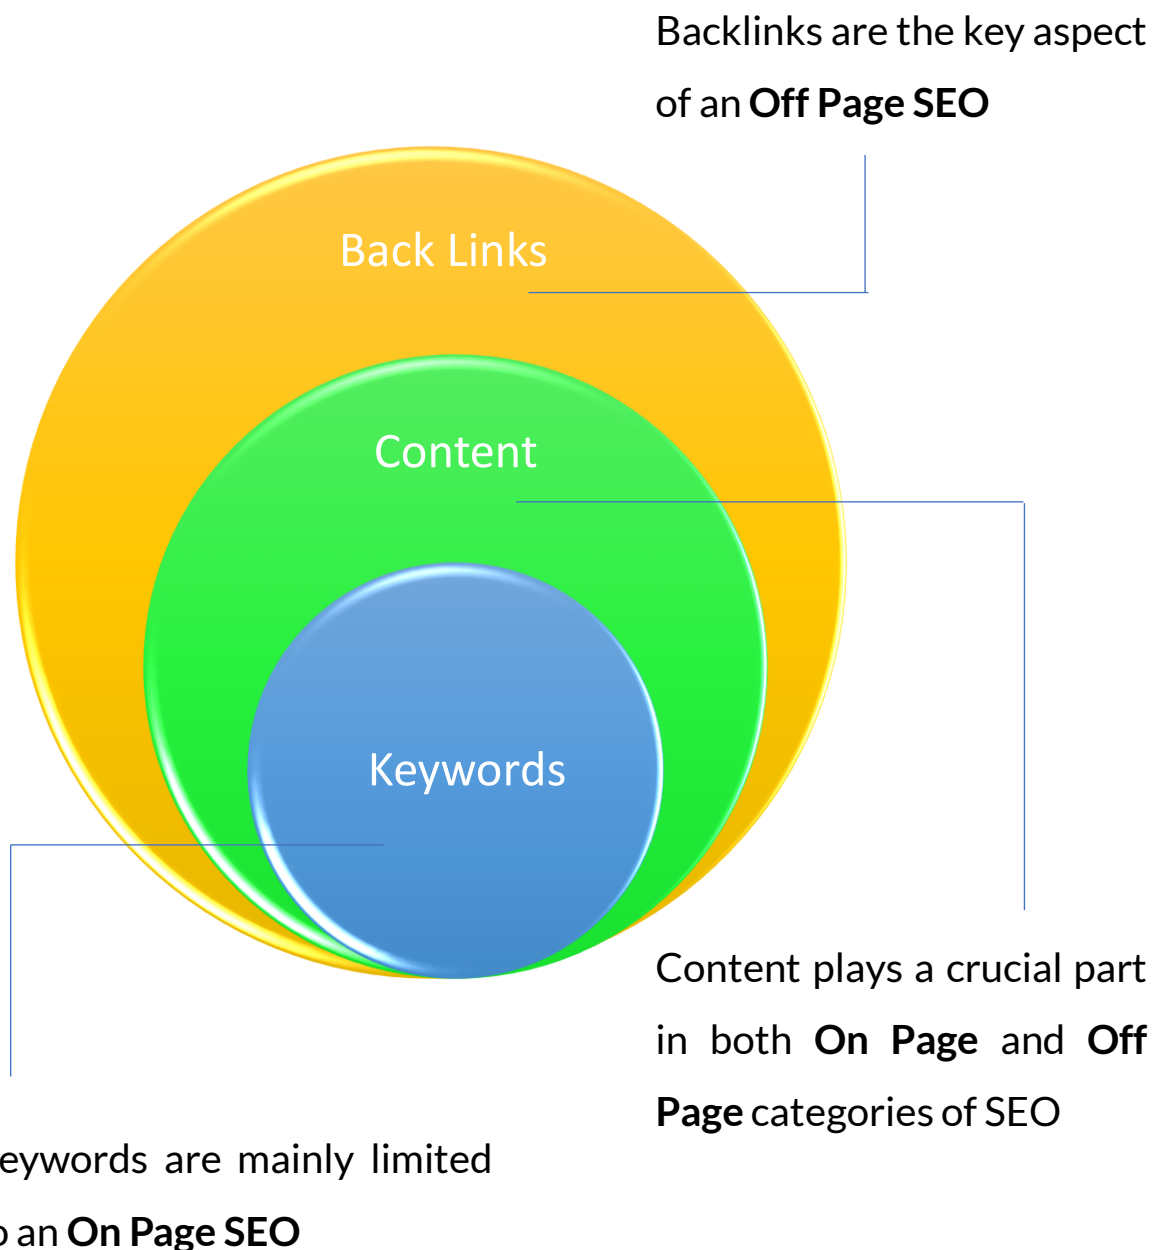 Backlinks are the key aspect
of an Off Page SEO
Back Links
Content
Keywords
Content plays a crucial part
in both On Page and Off
Page categories of SEO
eywords are mainly limited
o an On Page SEO